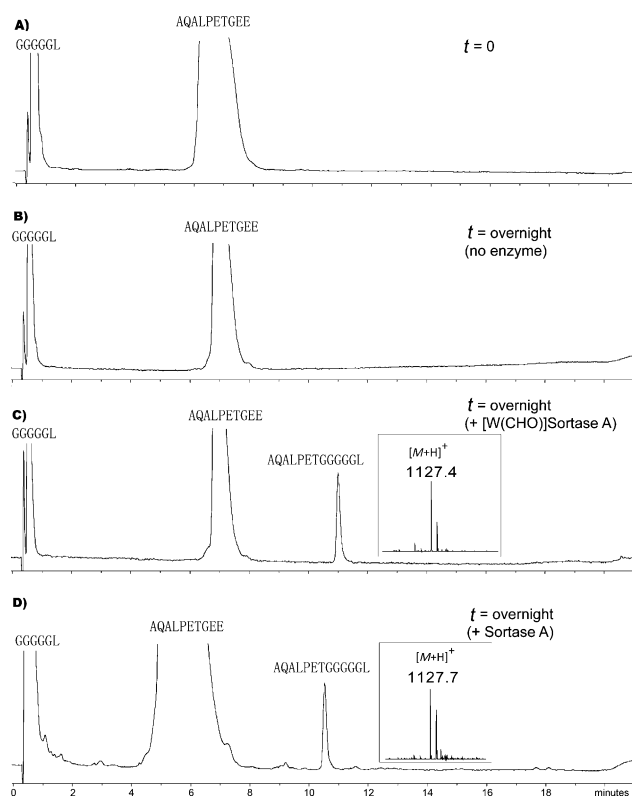 A)
GGGGGL
AQALPETGEE
t = 0
B)
GGGGGL
AQALPETGEE
t = overnight
(no enzyme)
C)
GGGGGL
AQALPETGEE
AQALPETGGGGGL
t = overnight
(+ [W(CHO)]Sortase A)
[M+H]+
1127.4
D)
GGGGGL
AQALPETGEE
AQALPETGGGGGL
t = overnight
(+ Sortase A)
[M+H]+
1127.7
0 2 4 6 8 10 12 14 16 18 minutes